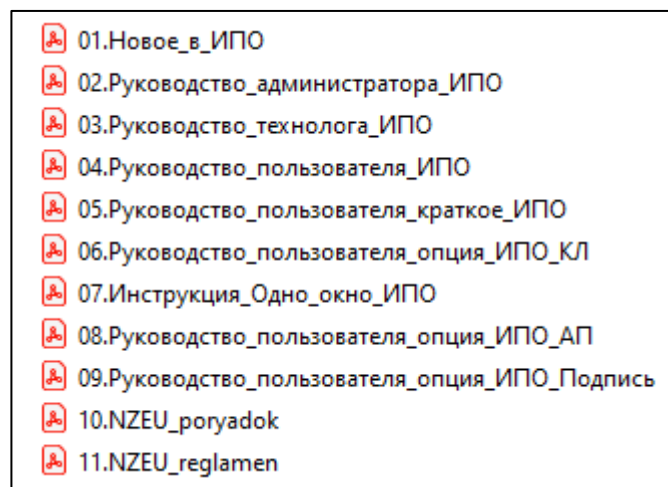 01.Новое_в_ИПО
02.Руководство_администратора_ИПО
03.Руководство_технолога_ИПО
04.Руководство_пользователя_ИПО
05.Руководство_пользователя_краткое_ИПО
06.Руководство_пользователя_опция_ИПО_КЛ
07.Инструкция_Одно_окно_ИПО
08.Руководство_пользователя_опция_ИПО_АП
09.Руководство_пользователя_опция_ИПО_Подпись
10.NZEU_poryadok
11.NZEU_reglamen